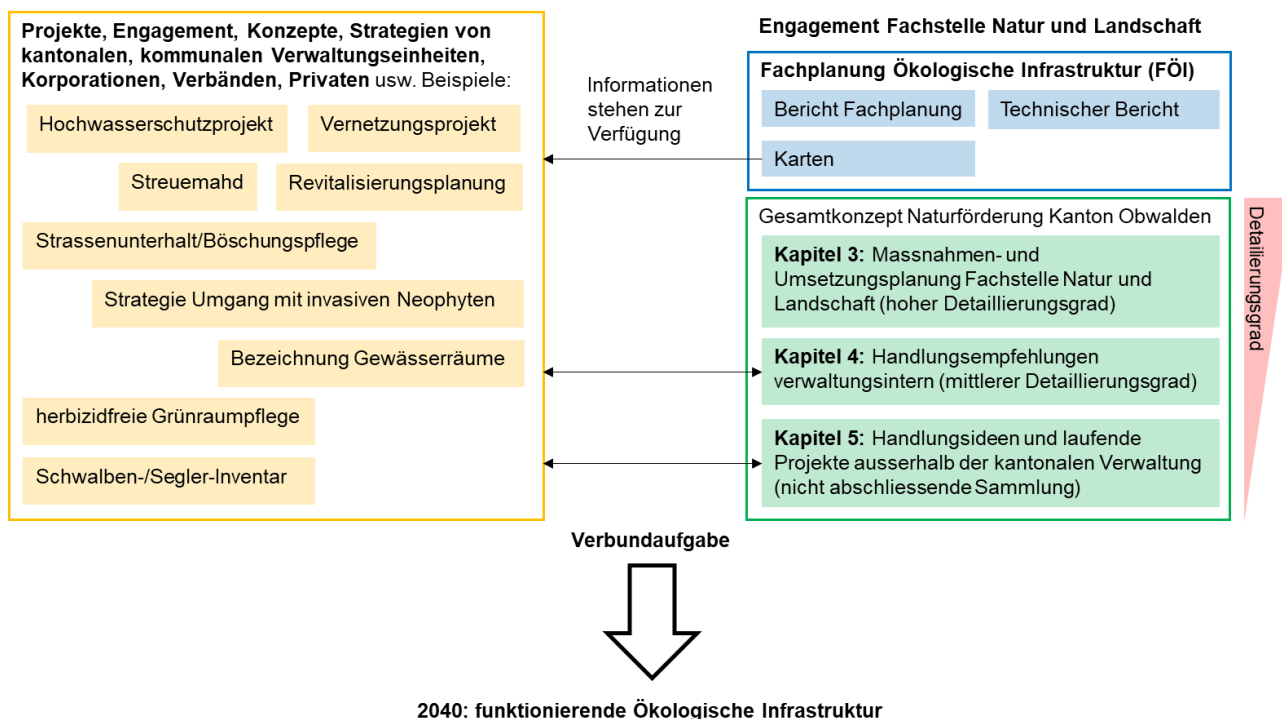 Projekte, Engagement, Konzepte, Strategien von
kantonalen, kommunalen Verwaltungseinheiten,
Korporationen, Verbänden, Privaten usw. Beispiele:
Hochwasserschutzprojekt
Vernetzungsprojekt
Streuemahd
Revitalisierungsplanung
Strassenunterhalt/Böschungspflege
Strategie Umgang mit invasiven Neophyten
Bezeichnung Gewässerräume
herbizidfreie Grünraumpflege
Schwalben-/Segler-Inventar
Informationen
stehen zur
Verfügung
Engagement Fachstelle Natur und Landschaft
Fachplanung Ökologische Infrastruktur (FÖI)
Bericht Fachplanung
Technischer Bericht
Karten
Gesamtkonzept Naturförderung Kanton Obwalden
Kapitel 3: Massnahmen- und
Umsetzungsplanung Fachstelle Natur und
Landschaft (hoher Detaillierungsgrad)
Kapitel 4: Handlungsempfehlungen
verwaltungsintern (mittlerer Detaillierungsgrad)
Kapitel 5: Handlungsideen und laufende
Projekte ausserhalb der kantonalen Verwaltung
(nicht abschliessende Sammlung)
Detailierungsgrad
Verbundaufgabe
2040: funktionierende Ökologische Infrastruktur